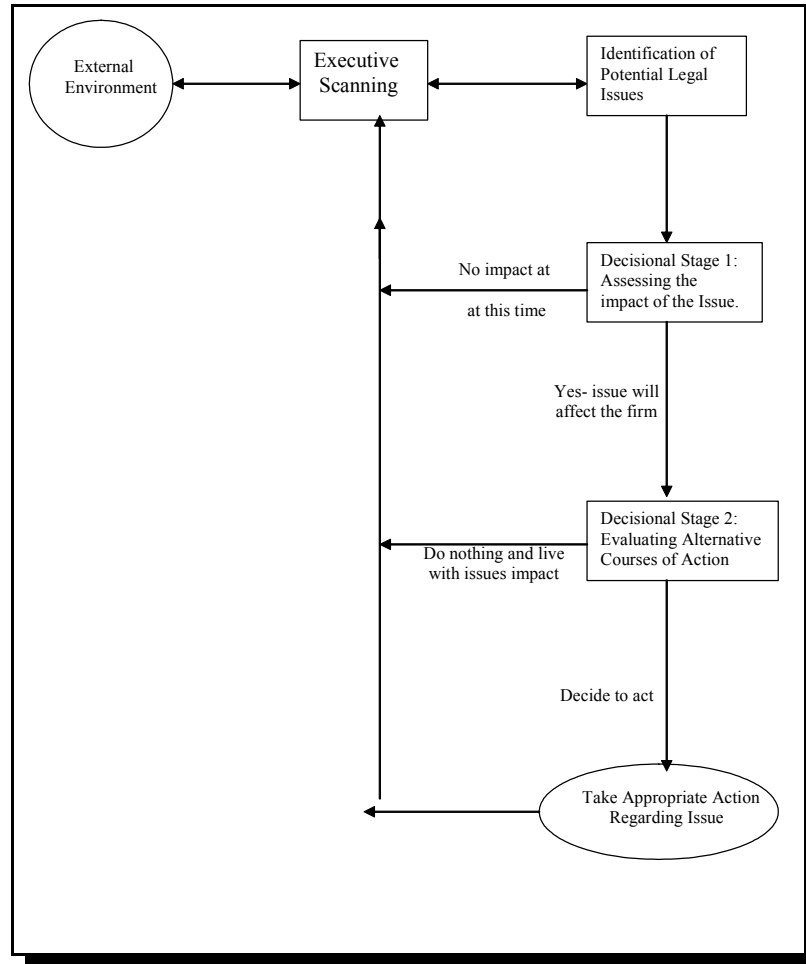 External
Environment
Executive
Scanning
Identification of
Potential Legal
Issues
No impact at
at this time
Decisional Stage 1:
Assessing the
impact of the Issue.
Yes- issue will
affect the firm
Decisional Stage 2:
Evaluating Alternative
Courses of Action
Do nothing and live
with issues impact
Decide to act
Take Appropriate Action
Regarding Issue